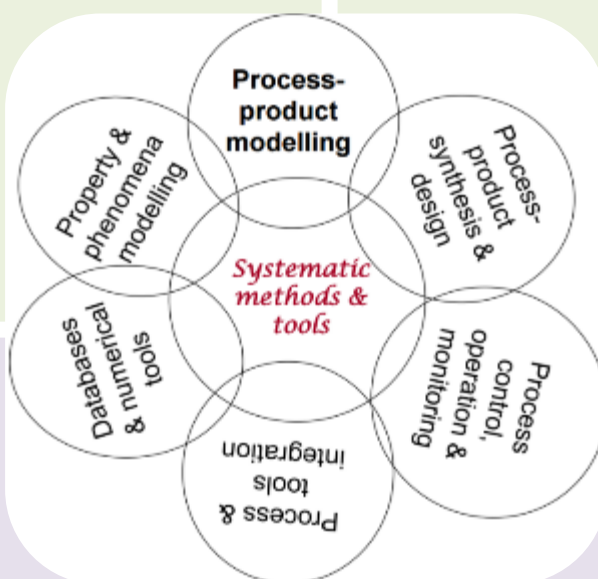 Process-
product
modelling
Process-
product
synthesis &
design
Process
control,
operation &
monitoring
Process &
tools
integration
Databases
& numerical
tools
Property &
phenomena
modelling
Systematic
methods &
tools